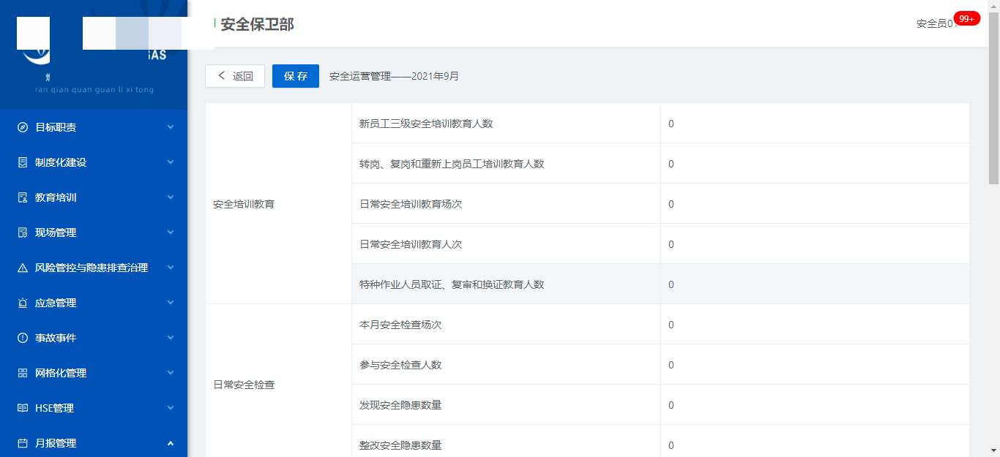 安全保卫部
安全员0
99+
GAS
ran qian quan guan li xi tong
返回
保存
安全运营管理——2021年9月
目标职责
制度化建设
教育培训
现场管理
风险管控与隐患排查治理
应急管理
事故事件
网格化管理
HSE管理
月报管理
安全培训教育
新员工三级安全培训教育人数 0
转岗、复岗和重新上岗员工培训教育人数 0
日常安全培训教育场次 0
日常安全培训教育人次 0
特种作业人员取证、复审和换证教育人数 0
日常安全检查
本月安全检查场次 0
参与安全检查人数 0
发现安全隐患数量 0
整改安全隐患数量 0